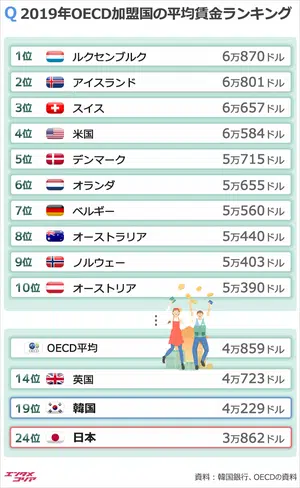 Q 2019年OECD加盟国の平均賃金ランキング
1位 ルクセンブルク 6万870ドル
2位 アイスランド 6万801ドル
3位 スイス 6万657ドル
4位 米国 6万584ドル
5位 デンマーク 5万715ドル
6位 オランダ 5万655ドル
7位 ベルギー 5万560ドル
8位 オーストラリア 5万440ドル
9位 ノルウェー 5万403ドル
10位 オーストリア 5万390ドル
OECD平均 4万859ドル
14位 英国 4万723ドル
19位 韓国 4万229ドル
24位 日本 3万862ドル
エンタメコリア
資料：韓国銀行、OECDの資料